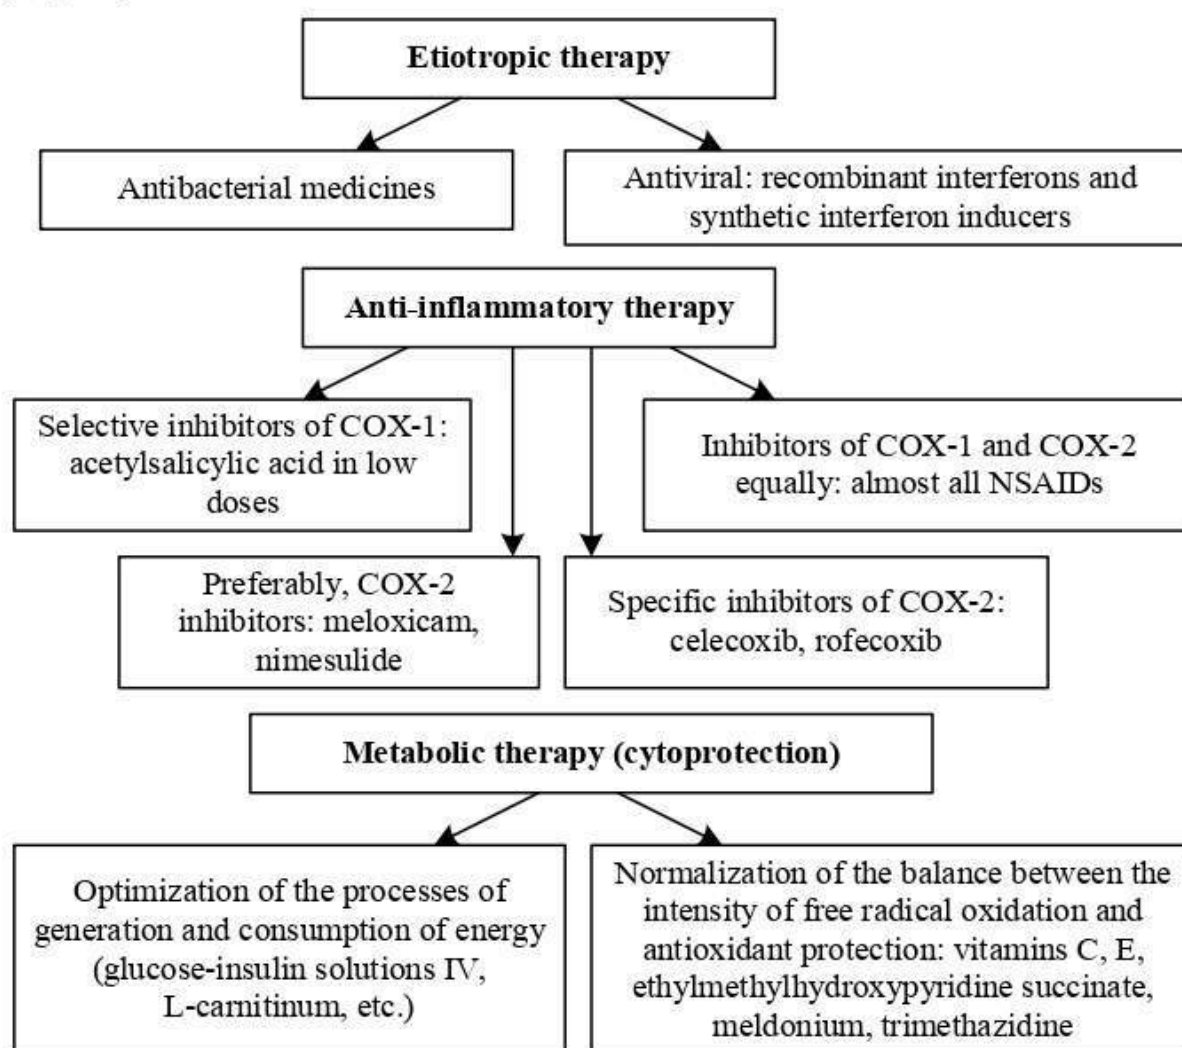 Etiotropic therapy
Antibacterial medicines
Antiviral: recombinant interferons and
synthetic interferon inducers
Anti-inflammatory therapy
Selective inhibitors of COX-1:
acetylsalicylic acid in low
doses
Inhibitors of COX-1 and COX-2
equally: almost all NSAIDs
Preferably, COX-2
inhibitors: meloxicam,
nimesulide
Specific inhibitors of COX-2:
celecoxib, rofecoxib
Metabolic therapy (cytoprotection)
Optimization of the processes of
generation and consumption of energy
(glucose-insulin solutions IV,
L-carnitinum, etc.)
Normalization of the balance between the
intensity of free radical oxidation and
antioxidant protection: vitamins C, E,
ethylmethylhydroxypyridine succinate,
meldonium, trimethazidine